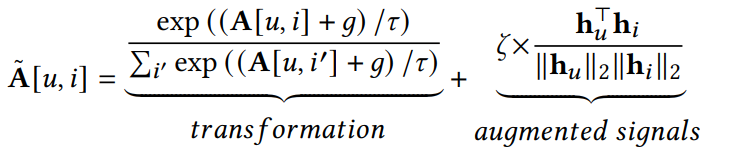 Ã[u, i] = exp ((A[u, i] + g) /τ) / ∑i′ exp ((A[u, i′] + g) /τ) + ζ× h_u^⊤ h_i / ‖h_u‖2‖h_i‖2
transformation augmented signals